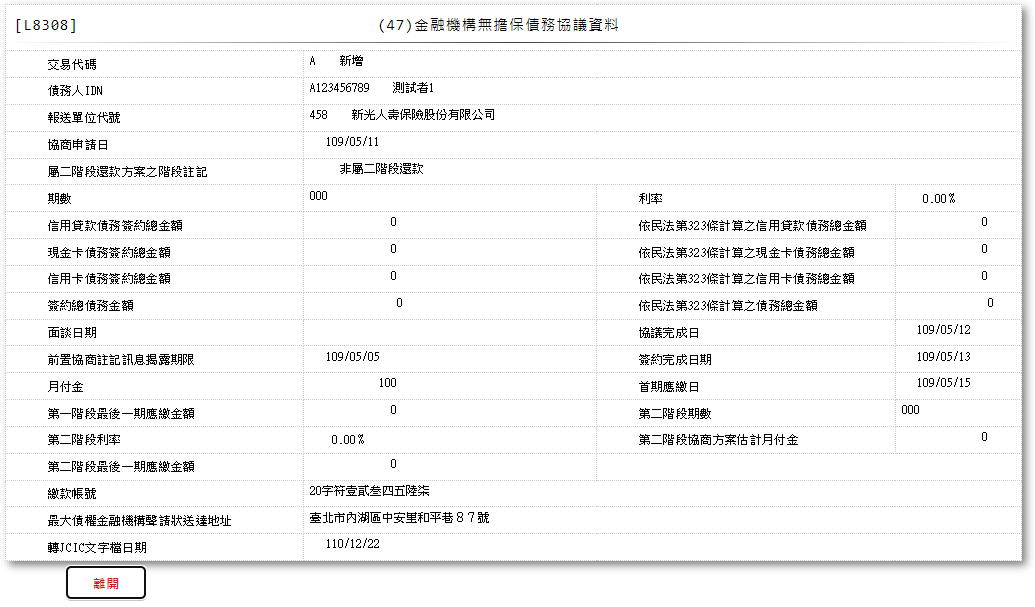 [L8308] (47)金融機構無擔保債務協議資料
交易代碼 A 新增
債務人IDN A123456789 測試者1
報送單位代號 458 新光人壽保險股份有限公司
協商申請日 109/05/11
屬二階段還款方案之階段註記 非屬二階段還款
期數 000 利率 0.00%
信用貸款債務簽約總金額 0 依民法第323條計算之信用貸款債務總金額 0
現金卡債務簽約總金額 0 依民法第323條計算之現金卡債務總金額 0
信用卡債務簽約總金額 0 依民法第323條計算之信用卡債務總金額 0
簽約總債務金額 0 依民法第323條計算之債務總金額 0
面談日期 協議完成日 109/05/12
前置協商註記訊息揭露期限 109/05/05 簽約完成日期 109/05/13
月付金 100 首期應繳日 109/05/15
第一階段最後一期應繳金額 0 第二階段期數 000
第二階段利率 0.00% 第二階段協商方案估計月付金 0
第二階段最後一期應繳金額 0
繳款帳號 20字符壹貳叁四五陸柒
最大債權金融機構聲請狀送達地址 臺北市內湖區中安里和平巷８７號
轉JCIC文字檔日期 110/12/22
離開